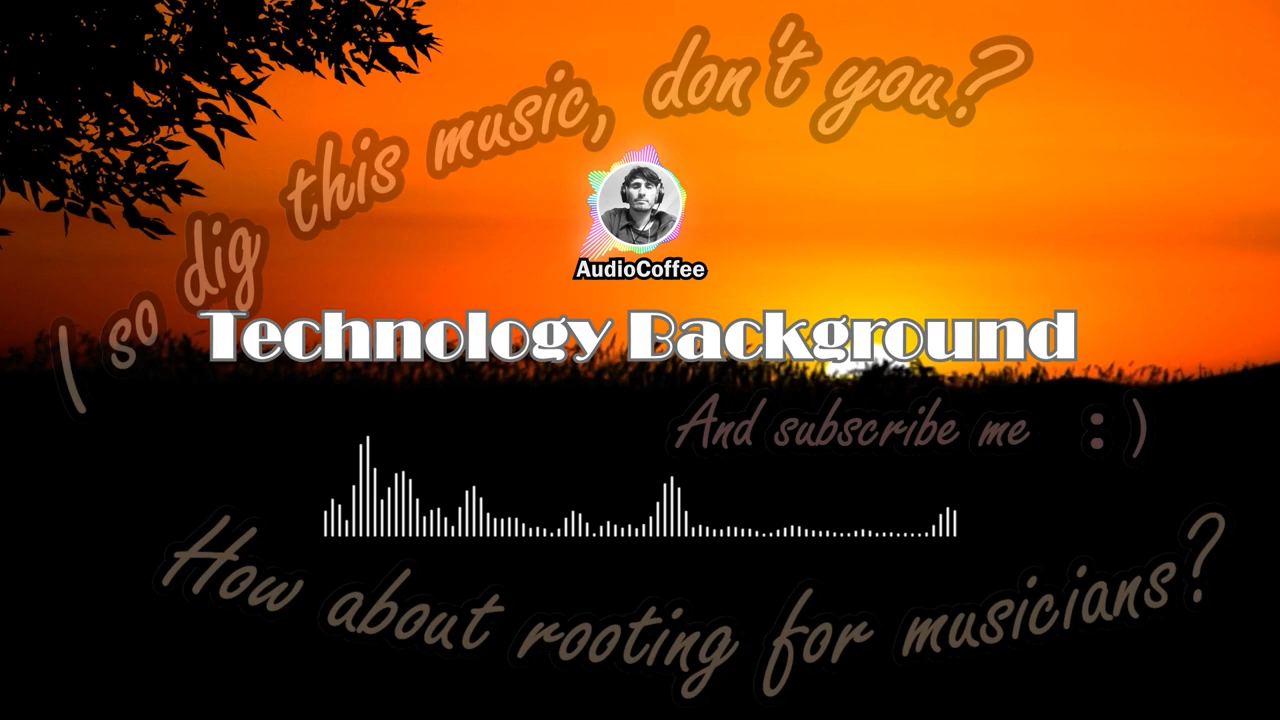 I so dig this music, don't you?
AudioCoffee
Technology Background
And subscribe me :)
How about rooting for musicians?